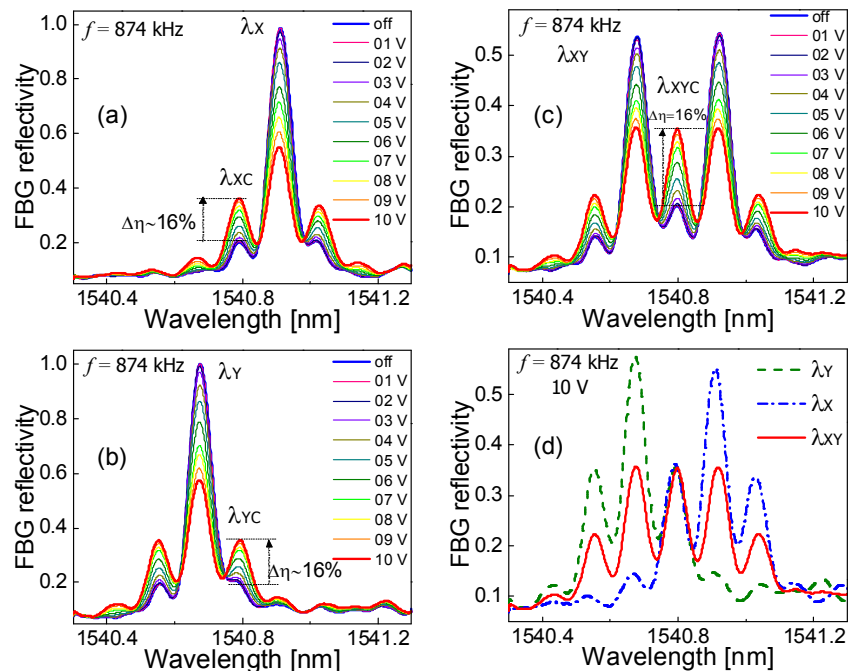 f = 874 kHz
λX
(a)
λXC
Δη~16%
off
01 V
02 V
03 V
04 V
05 V
06 V
07 V
08 V
09 V
10 V
FBG reflectivity
1.0
0.8
0.6
0.4
0.2
1540.4
1540.8
1541.2
Wavelength [nm]
f = 874 kHz
λXY
(c)
λXYC
Δη=16%
off
01 V
02 V
03 V
04 V
05 V
06 V
07 V
08 V
09 V
10 V
FBG reflectivity
0.5
0.4
0.3
0.2
0.1
1540.4
1540.8
1541.2
Wavelength [nm]
f = 874 kHz
λY
(b)
λYC
Δη~16%
off
01 V
02 V
03 V
04 V
05 V
06 V
07 V
08 V
09 V
10 V
FBG reflectivity
1.0
0.8
0.6
0.4
0.2
1540.4
1540.8
1541.2
Wavelength [nm]
f = 874 kHz
10 V
λY
λX
λXY
(d)
FBG reflectivity
0.5
0.4
0.3
0.2
0.1
1540.4
1540.8
1541.2
Wavelength [nm]